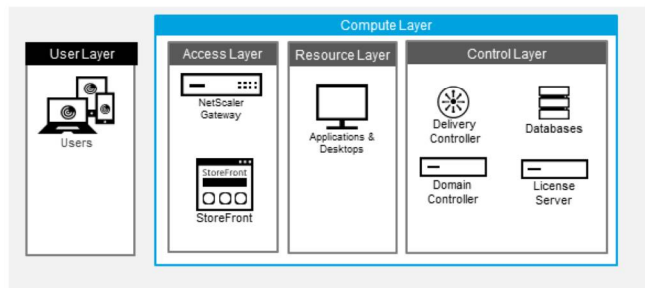 Compute Layer
User Layer
Access Layer
Resource Layer
Control Layer
Users
NetScaler
Gateway
StoreFront
StoreFront
Applications &
Desktops
Delivery
Controller
Databases
Domain
Controller
License
Server